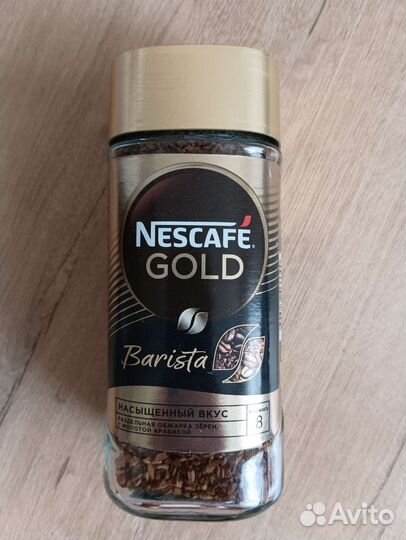 NESCAFÉ®
GOLD
Barista
НАСЫЩЕННЫЙ ВКУС
РАЗДЕЛЬНАЯ ОБЖАРКА ЗЁРЕН,
С МОЛОТОЙ АРАБИКОЙ
8
Avito